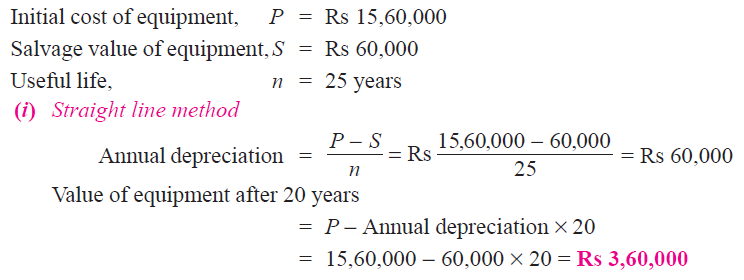 Initial cost of equipment, P = Rs 15,60,000
Salvage value of equipment, S = Rs 60,000
Useful life, n = 25 years
(i) Straight line method
Annual depreciation = P – S / n = Rs 15,60,000 – 60,000 / 25 = Rs 60,000
Value of equipment after 20 years
= P – Annual depreciation × 20
= 15,60,000 – 60,000 × 20 = Rs 3,60,000